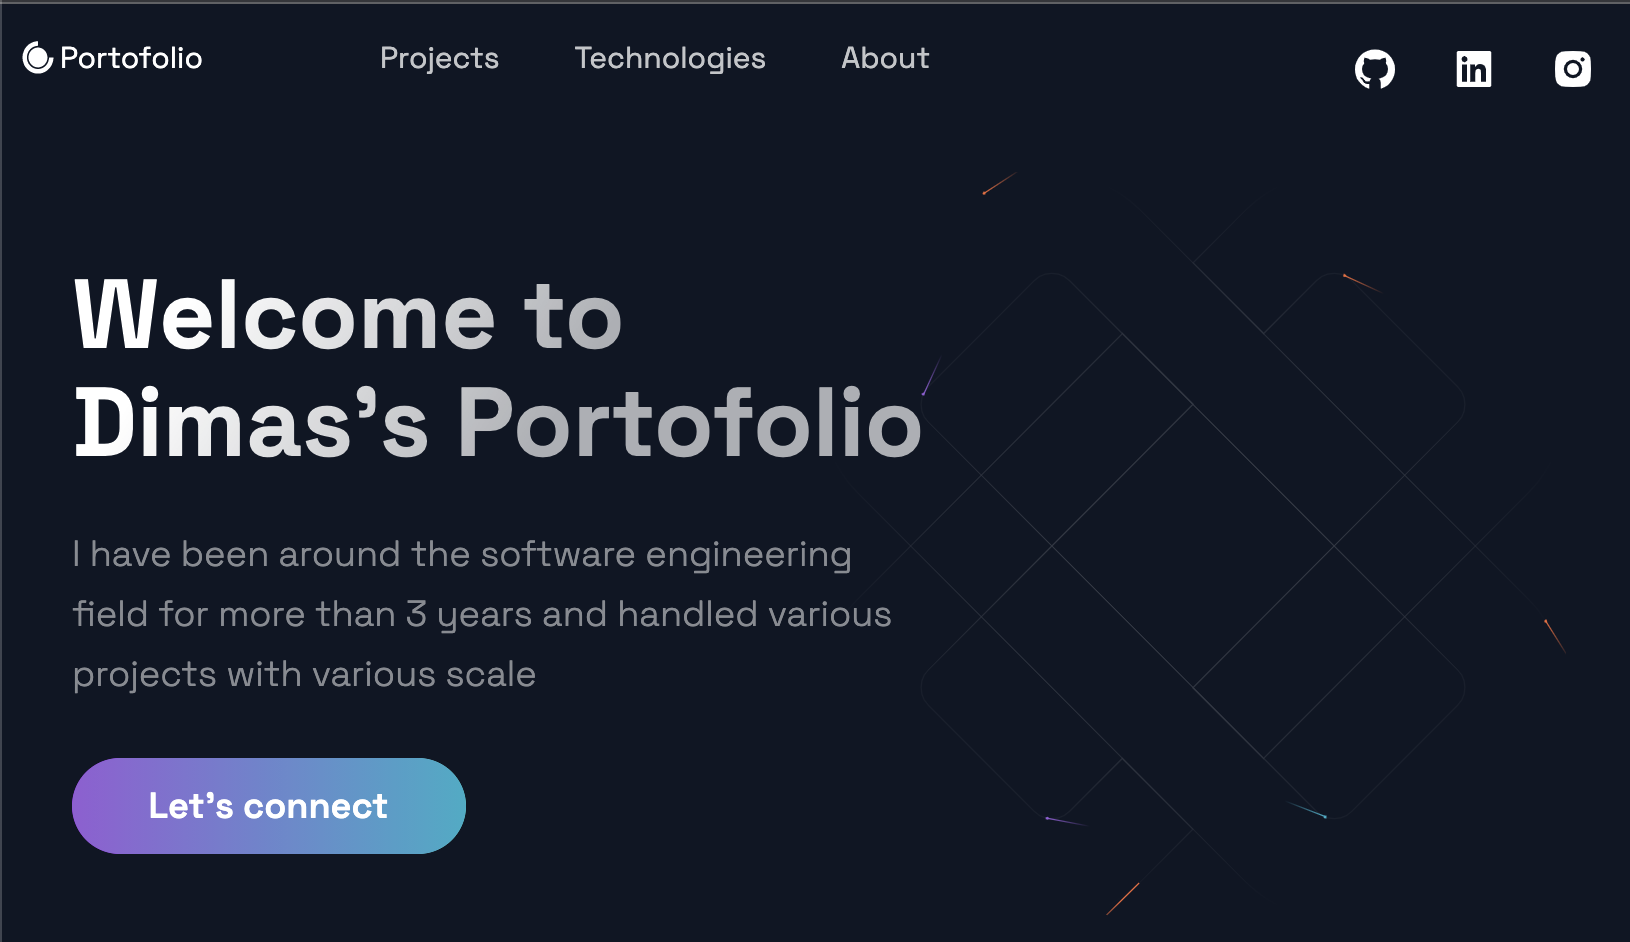 Portofolio
Projects
Technologies
About
in
Welcome to
Dimas’s Portofolio
I have been around the software engineering
field for more than 3 years and handled various
projects with various scale
Let’s connect